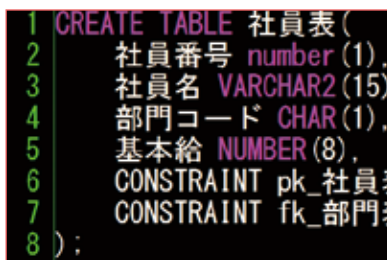 1 CREATE TABLE 社員表(
2 社員番号 number(1),
3 社員名 VARCHAR2(15)
4 部門コード CHAR(1),
5 基本給 NUMBER(8),
6 CONSTRAINT pk_社員
7 CONSTRAINT fk_部門
8 );